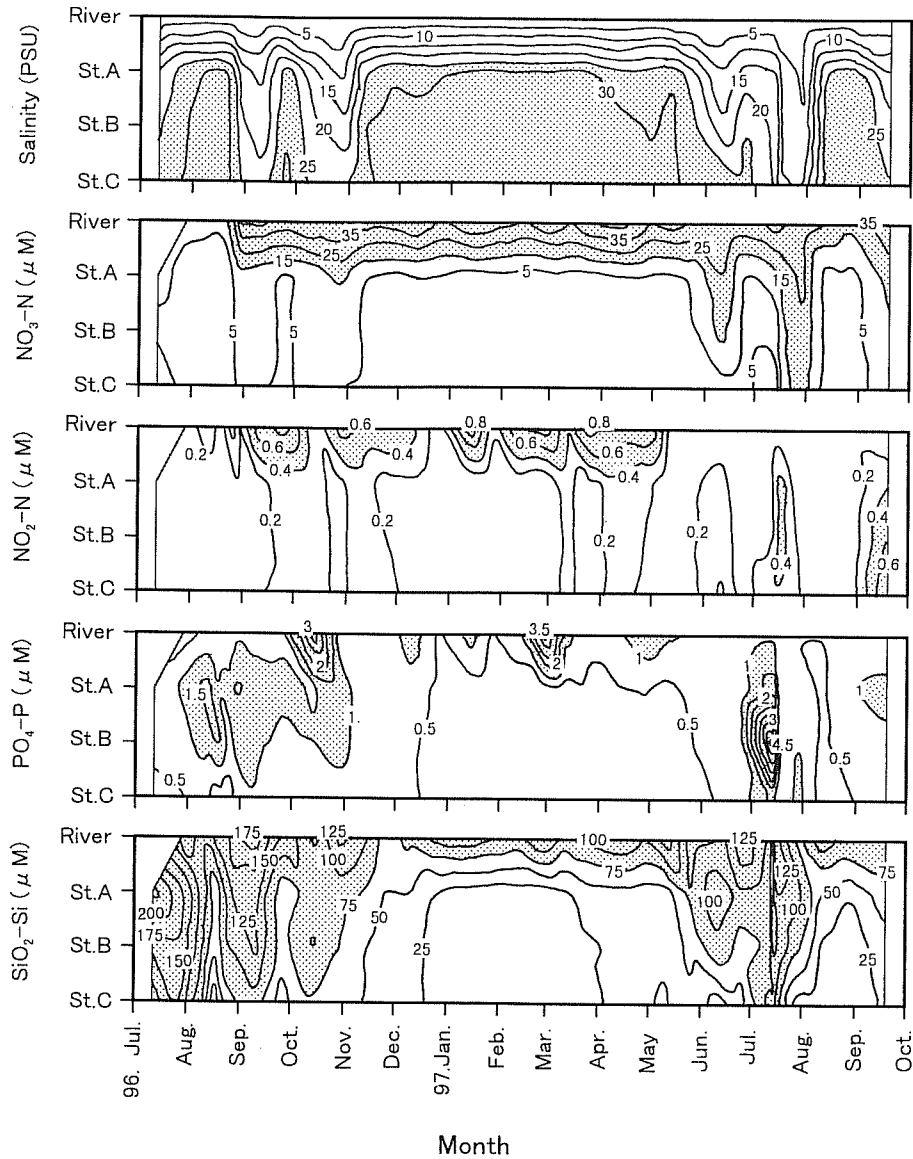 Salinity (PSU)
River
St.A
St.B
St.C
5
10
5
10
15
20
25
30
15
20
25
NO₃-N (μM)
River
St.A
St.B
St.C
35
25
15
5
5
5
35
25
15
5
35
5
NO₂-N (μM)
River
St.A
St.B
St.C
0.2
0.6
0.4
0.2
0.6
0.4
0.2
0.8
0.6
0.8
0.6
0.4
0.2
0.2
0.4
0.2
0.4
0.6
PO₄-P (μM)
River
St.A
St.B
St.C
1.5
0.5
3
2
1
0.5
3.5
2
1
0.5
1
2
3
4.5
0.5
1
SiO₂-Si (μM)
River
St.A
St.B
St.C
200
175
150
175
150
25
125
100
75
50
25
100
75
125
100
125
100
50
75
25
96. Jul.
Aug.
Sep.
Oct.
Nov.
Dec.
97.Jan.
Feb.
Mar.
Apr.
May
Jun.
Jul.
Aug.
Sep.
Oct.
Month